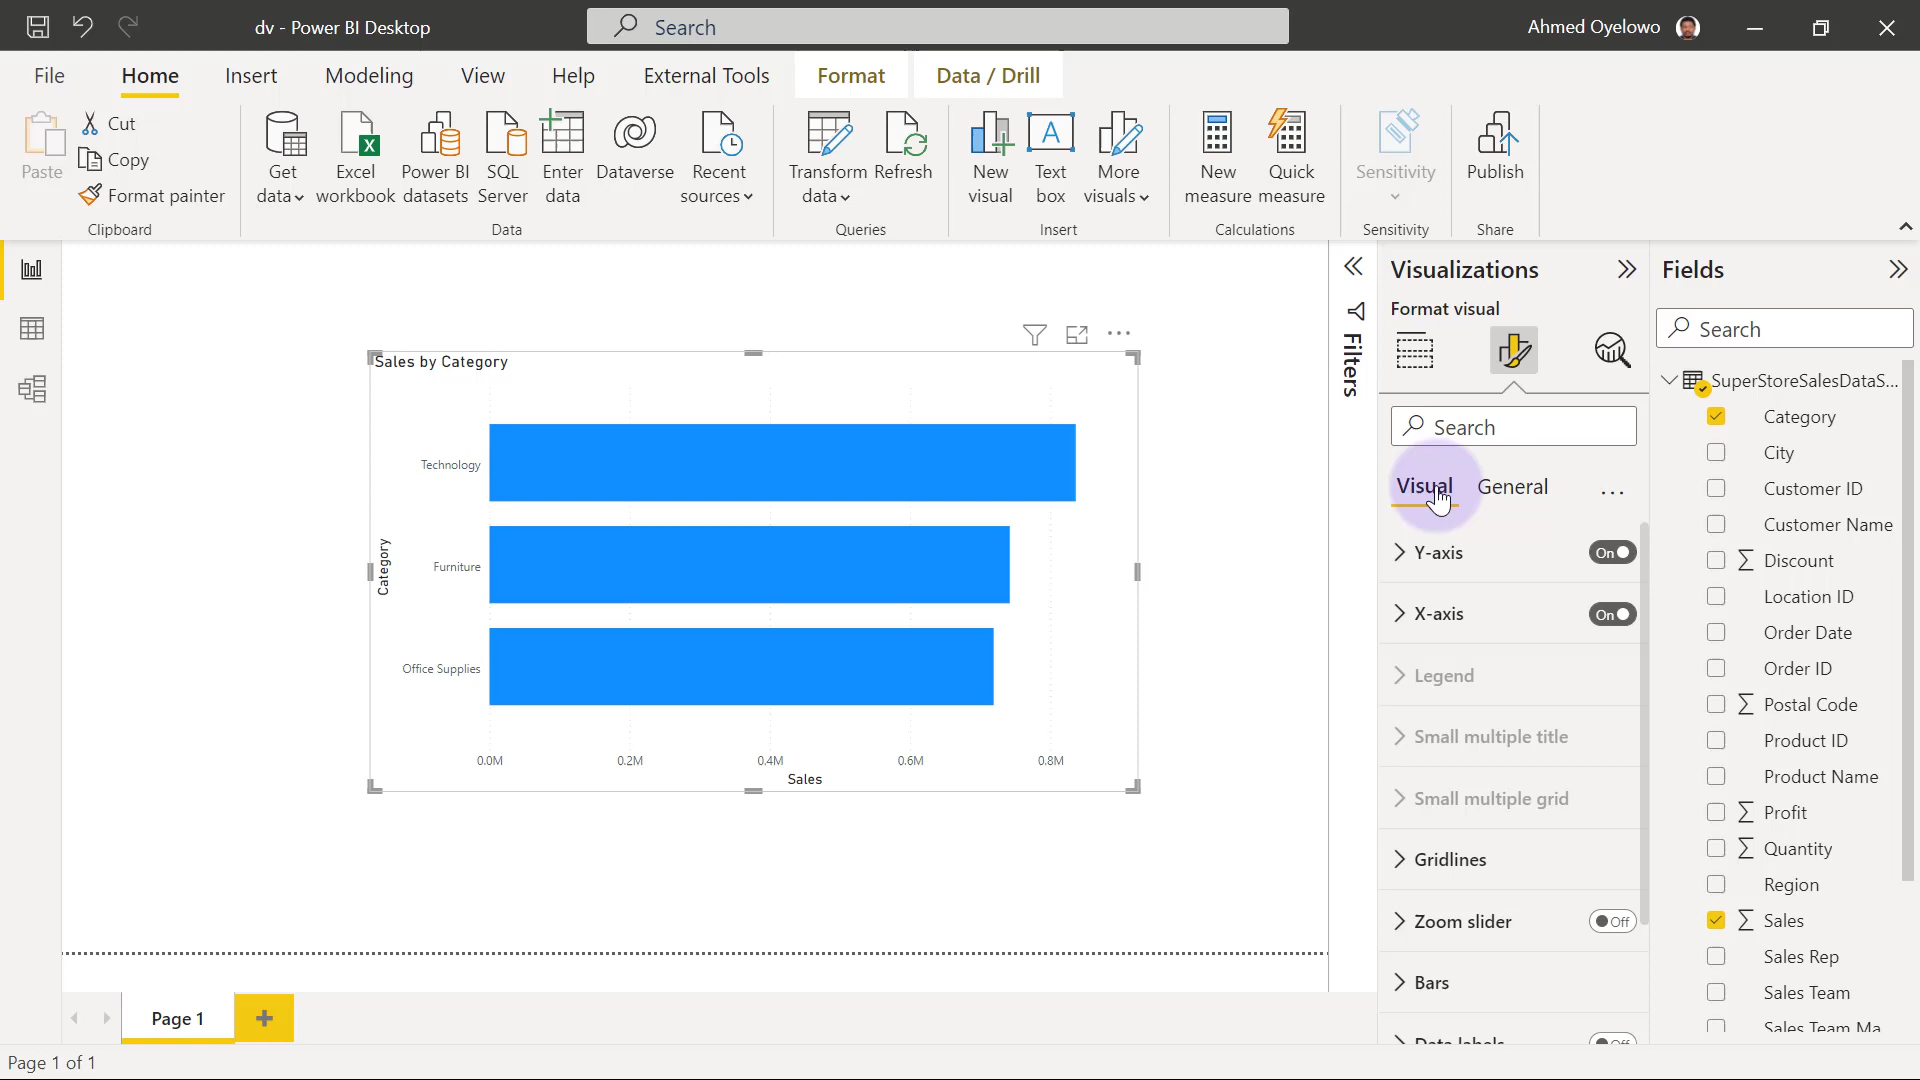 dv - Power BI Desktop
Search
Ahmed Oyelowo
File
Home
Insert
Modeling
View
Help
External Tools
Format
Data / Drill
Paste
Cut
Copy
Format painter
Clipboard
Get data
Excel workbook
Power BI datasets
SQL Server
Enter data
Dataverse
Recent sources
Data
Transform data
Refresh
Queries
New visual
Text box
More visuals
Insert
New measure
Quick measure
Calculations
Sensitivity
Sensitivity
Publish
Share
Sales by Category
Category
Technology
Furniture
Office Supplies
0.0M
0.2M
0.4M
0.6M
0.8M
Sales
Filters
Visualizations
Format visual
Search
Visual
General
...
Y-axis
On
X-axis
On
Legend
Small multiple title
Small multiple grid
Gridlines
Zoom slider
Off
Bars
Data labels
Off
Fields
Search
SuperStoreSalesDataS...
Category
City
Customer ID
Customer Name
Discount
Location ID
Order Date
Order ID
Postal Code
Product ID
Product Name
Profit
Quantity
Region
Sales
Sales Rep
Sales Team
Sales Team Ma
Page 1
Page 1 of 1